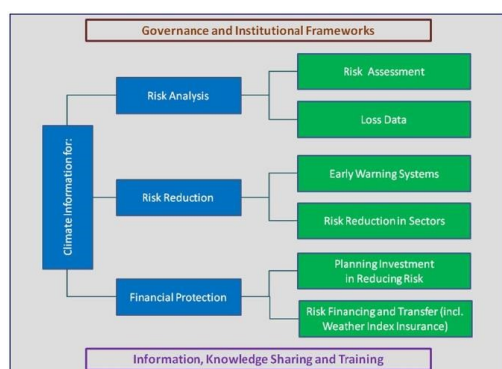 Governance and Institutional Frameworks
Climate Information for:
Risk Analysis
Risk Assessment
Loss Data
Risk Reduction
Early Warning Systems
Risk Reduction in Sectors
Financial Protection
Planning Investment
in Reducing Risk
Risk Financing and Transfer (incl.
Weather Index Insurance)
Information, Knowledge Sharing and Training